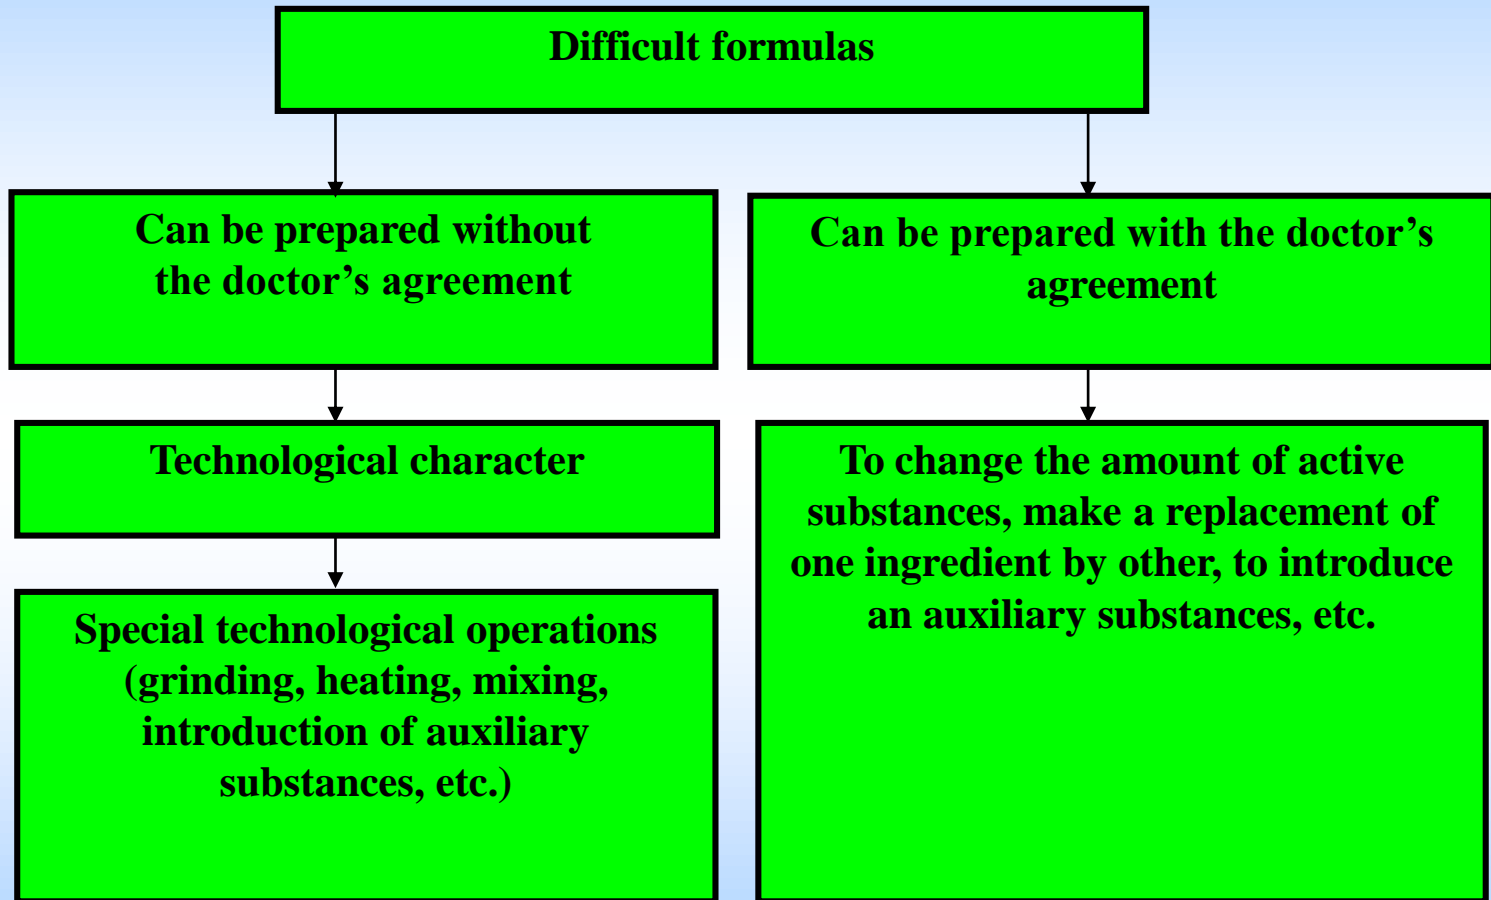 Difficult formulas
Can be prepared without
the doctor’s agreement
Can be prepared with the doctor’s
agreement
Technological character
Special technological operations
(grinding, heating, mixing,
introduction of auxiliary
substances, etc.)
To change the amount of active
substances, make a replacement of
one ingredient by other, to introduce
an auxiliary substances, etc.